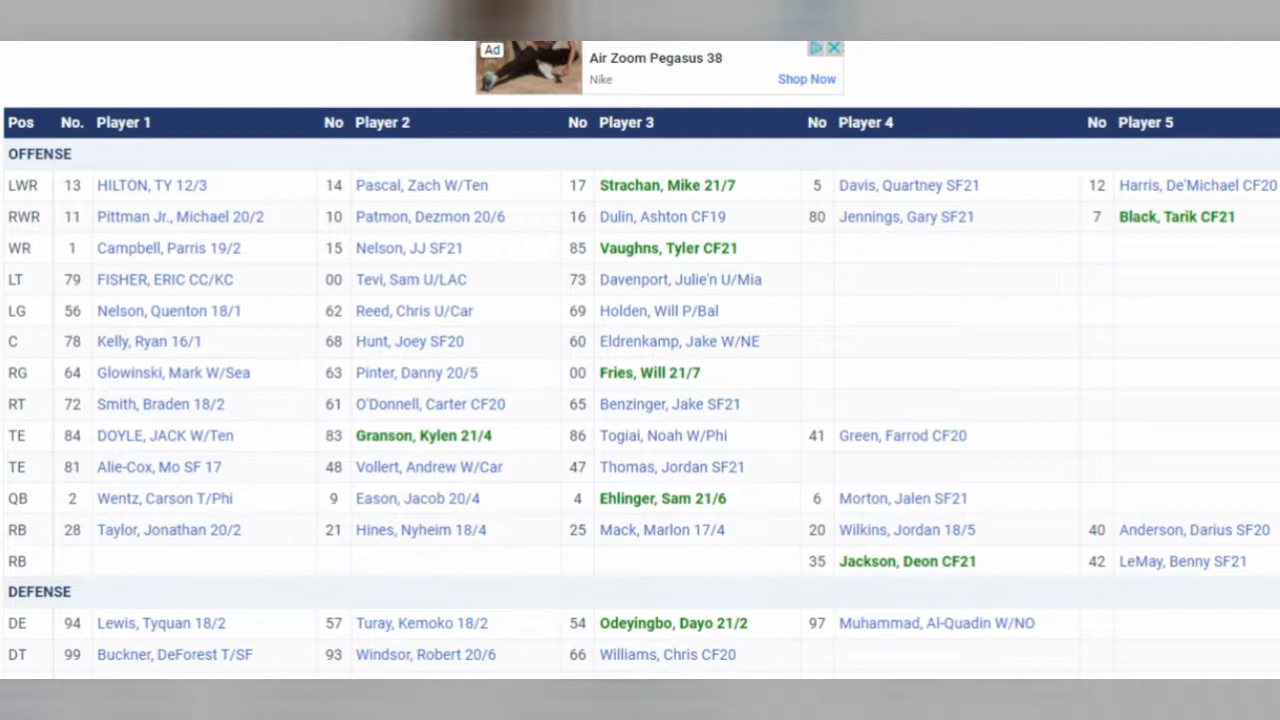 Ad
Air Zoom Pegasus 38
Nike
Shop Now
Pos No. Player 1 No Player 2 No Player 3 No Player 4 No Player 5
OFFENSE
LWR 13 HILTON, TY 12/3 14 Pascal, Zach W/Ten 17 Strachan, Mike 21/7 5 Davis, Quartney SF21 12 Harris, De'Michael CF20
RWR 11 Pittman Jr., Michael 20/2 10 Patmon, Dezmon 20/6 16 Dulin, Ashton CF19 80 Jennings, Gary SF21 7 Black, Tarik CF21
WR 1 Campbell, Parris 19/2 15 Nelson, JJ SF21 85 Vaughns, Tyler CF21
LT 79 FISHER, ERIC CC/KC 00 Tevi, Sam U/LAC 73 Davenport, Julie'n U/Mia
LG 56 Nelson, Quenton 18/1 62 Reed, Chris U/Car 69 Holden, Will P/Bal
C 78 Kelly, Ryan 16/1 68 Hunt, Joey SF20 60 Eldrenkamp, Jake W/NE
RG 64 Glowinski, Mark W/Sea 63 Pinter, Danny 20/5 00 Fries, Will 21/7
RT 72 Smith, Braden 18/2 61 O'Donnell, Carter CF20 65 Benzinger, Jake SF21
TE 84 DOYLE, JACK W/Ten 83 Granson, Kylen 21/4 86 Togiai, Noah W/Phi 41 Green, Farrod CF20
TE 81 Alie-Cox, Mo SF 17 48 Vollert, Andrew W/Car 47 Thomas, Jordan SF21
QB 2 Wentz, Carson T/Phi 9 Eason, Jacob 20/4 4 Ehlinger, Sam 21/6 6 Morton, Jalen SF21
RB 28 Taylor, Jonathan 20/2 21 Hines, Nyheim 18/4 25 Mack, Marlon 17/4 20 Wilkins, Jordan 18/5 40 Anderson, Darius SF20
RB 35 Jackson, Deon CF21 42 LeMay, Benny SF21
DEFENSE
DE 94 Lewis, Tyquan 18/2 57 Turay, Kemoko 18/2 54 Odeyingbo, Dayo 21/2 97 Muhammad, Al-Quadin W/NO
DT 99 Buckner, DeForest T/SF 93 Windsor, Robert 20/6 66 Williams, Chris CF20